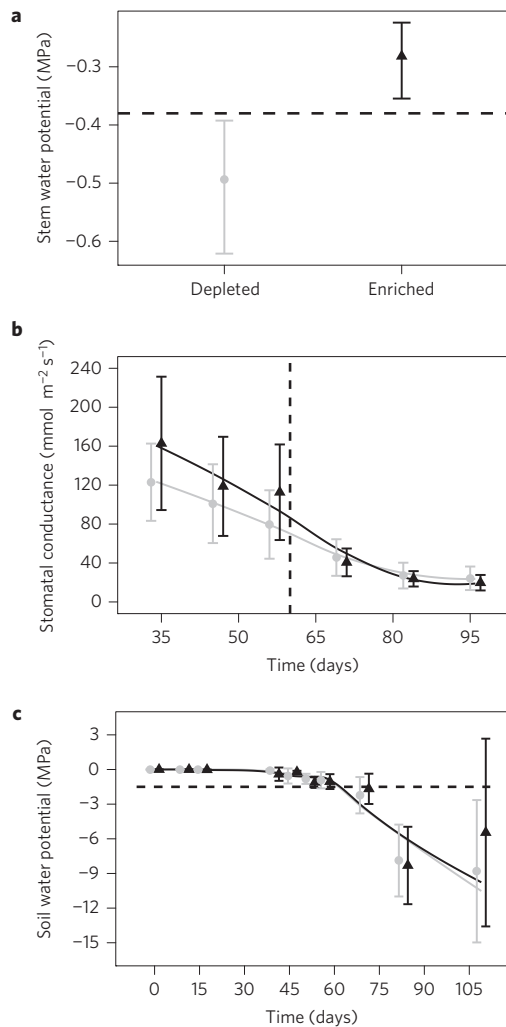 a
Stem water potential (MPa)
−0.3
−0.4
−0.5
−0.6
Depleted Enriched
b
Stomatal conductance (mmol m⁻² s⁻¹)
240
200
160
120
80
40
0
35 50 65 80 95
Time (days)
c
Soil water potential (MPa)
3
0
−3
−6
−9
−12
−15
0 15 30 45 60 75 90 105
Time (days)